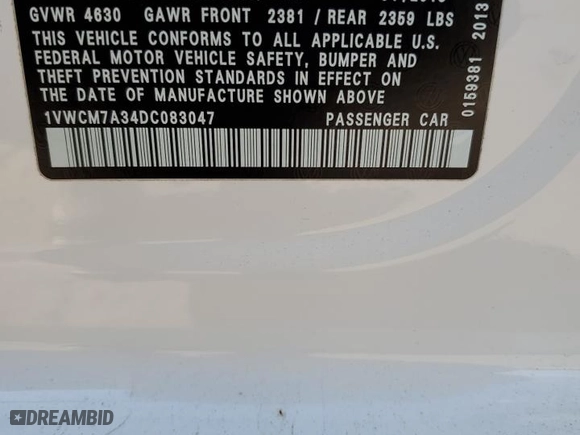 GVWR 4630 GAWR FRONT 2381 / REAR 2359 LBS
THIS VEHICLE CONFORMS TO ALL APPLICABLE U.S.
FEDERAL MOTOR VEHICLE SAFETY, BUMPER AND
THEFT PREVENTION STANDARDS IN EFFECT ON
THE DATE OF MANUFACTURE SHOWN ABOVE.
1VWCM7A34DC083047 PASSENGER CAR
0159381 2013
DREAMBID